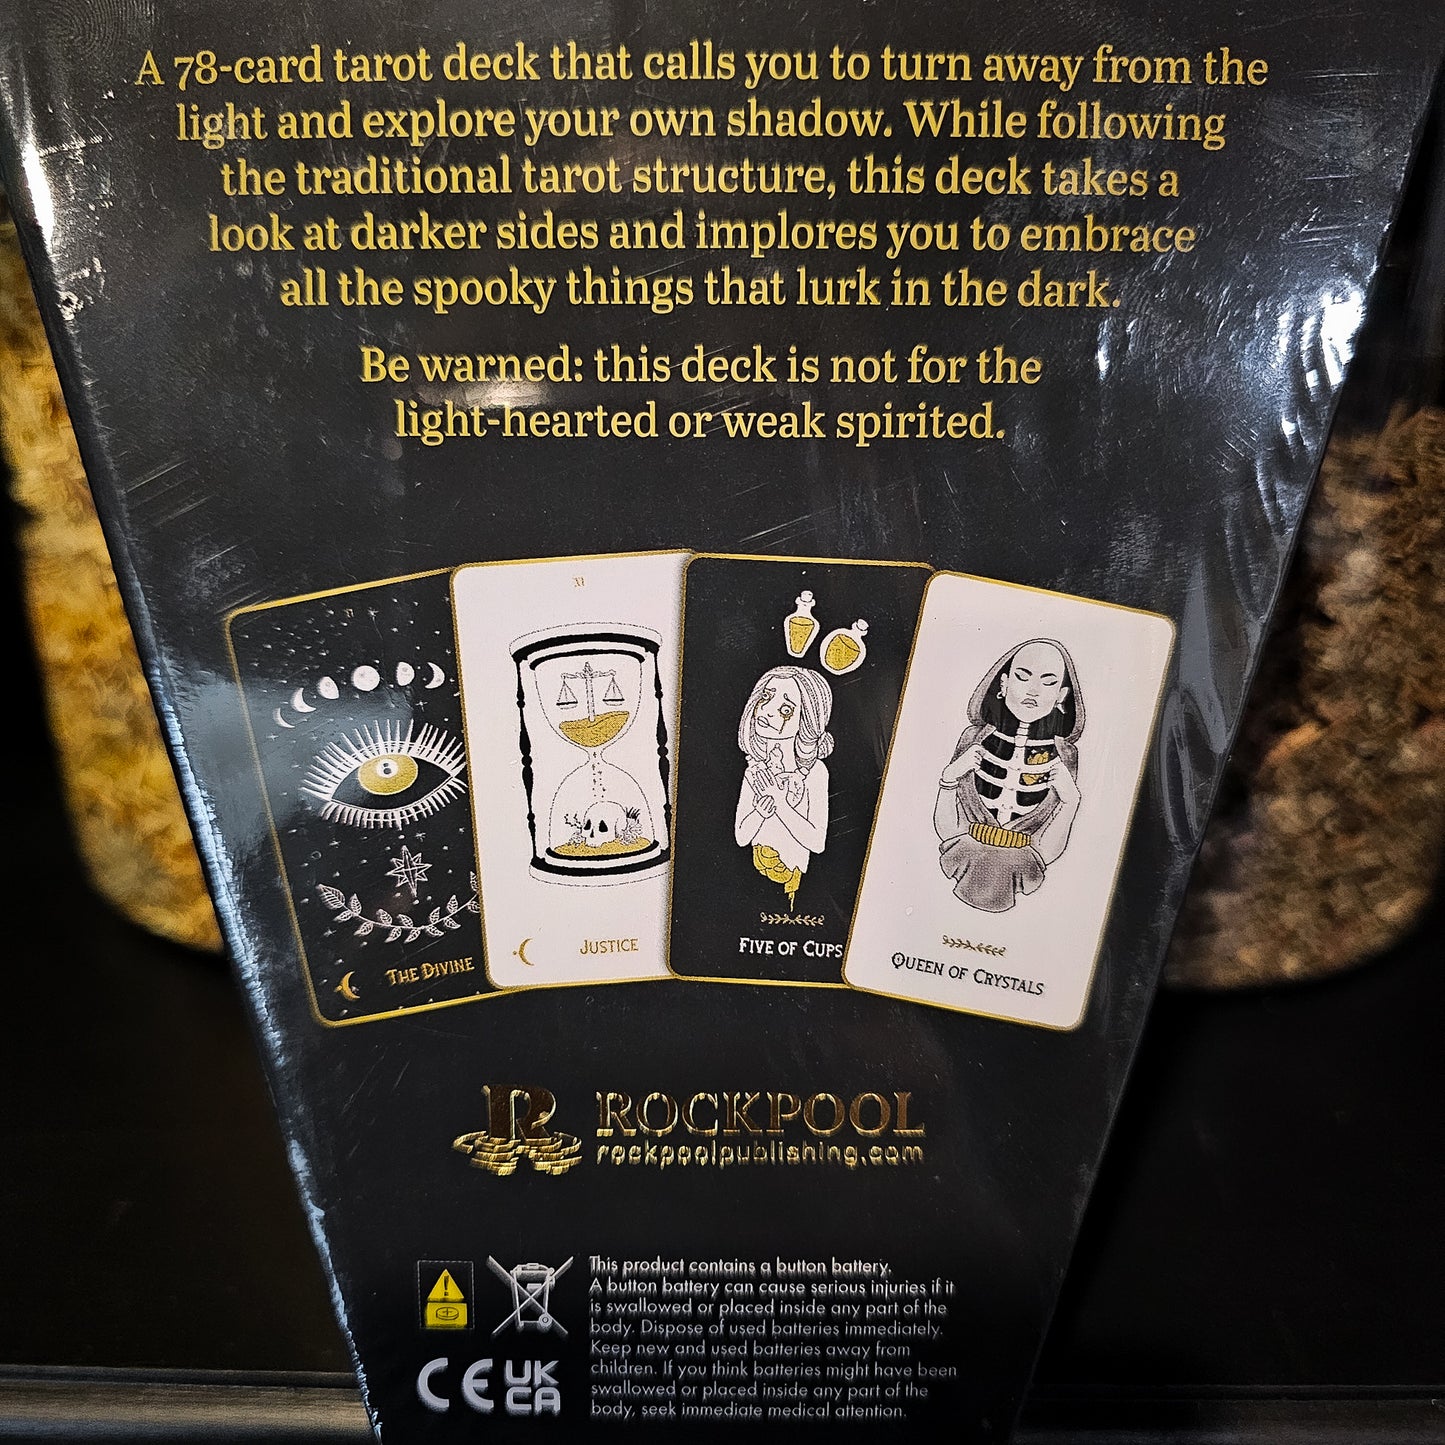 A 78-card tarot deck that calls you to turn away from the
light and explore your own shadow. While following
the traditional tarot structure, this deck takes a
look at darker sides and implores you to embrace
all the spooky things that lurk in the dark.
Be warned: this deck is not for the
light-hearted or weak spirited.
VI
8
THE DIVINE
XI
JUSTICE
FIVE OF CUPS
QUEEN OF CRYSTALS
R ROCKPOOL
rockpoolpublishing.com
This product contains a button battery.
A button battery can cause serious injuries if it
is swallowed or placed inside any part of the
body. Dispose of used batteries immediately.
Keep new and used batteries away from
children. If you think batteries might have been
swallowed or placed inside any part of the
body, seek immediate medical attention.
CE UK
CA